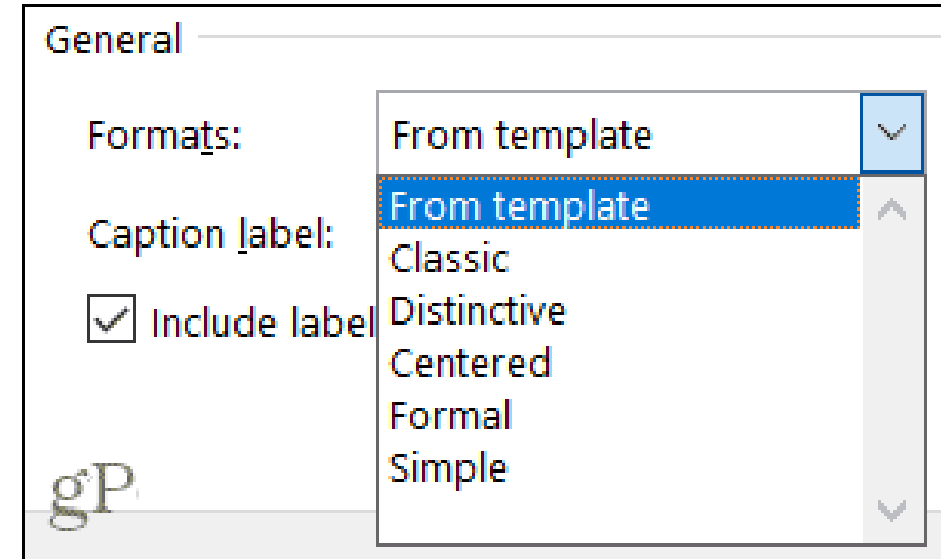 General
Formats:
From template
From template
Caption label:
Classic
Distinctive
Include label
Centered
Formal
Simple
gP